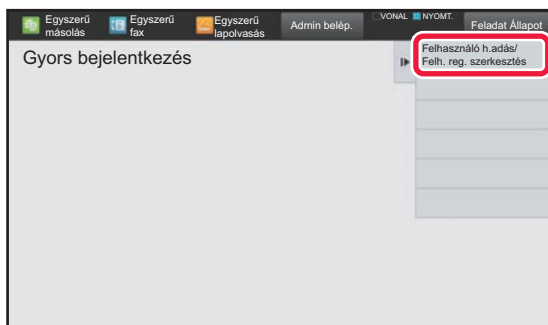 Egyszerű másolás
Egyszerű fax
Egyszerű lapolvasás
Admin belép.
VONAL
NYOMT.
Feladat Állapot
Gyors bejelentkezés
Felhasználó h.adás/
Felh. reg. szerkesztés